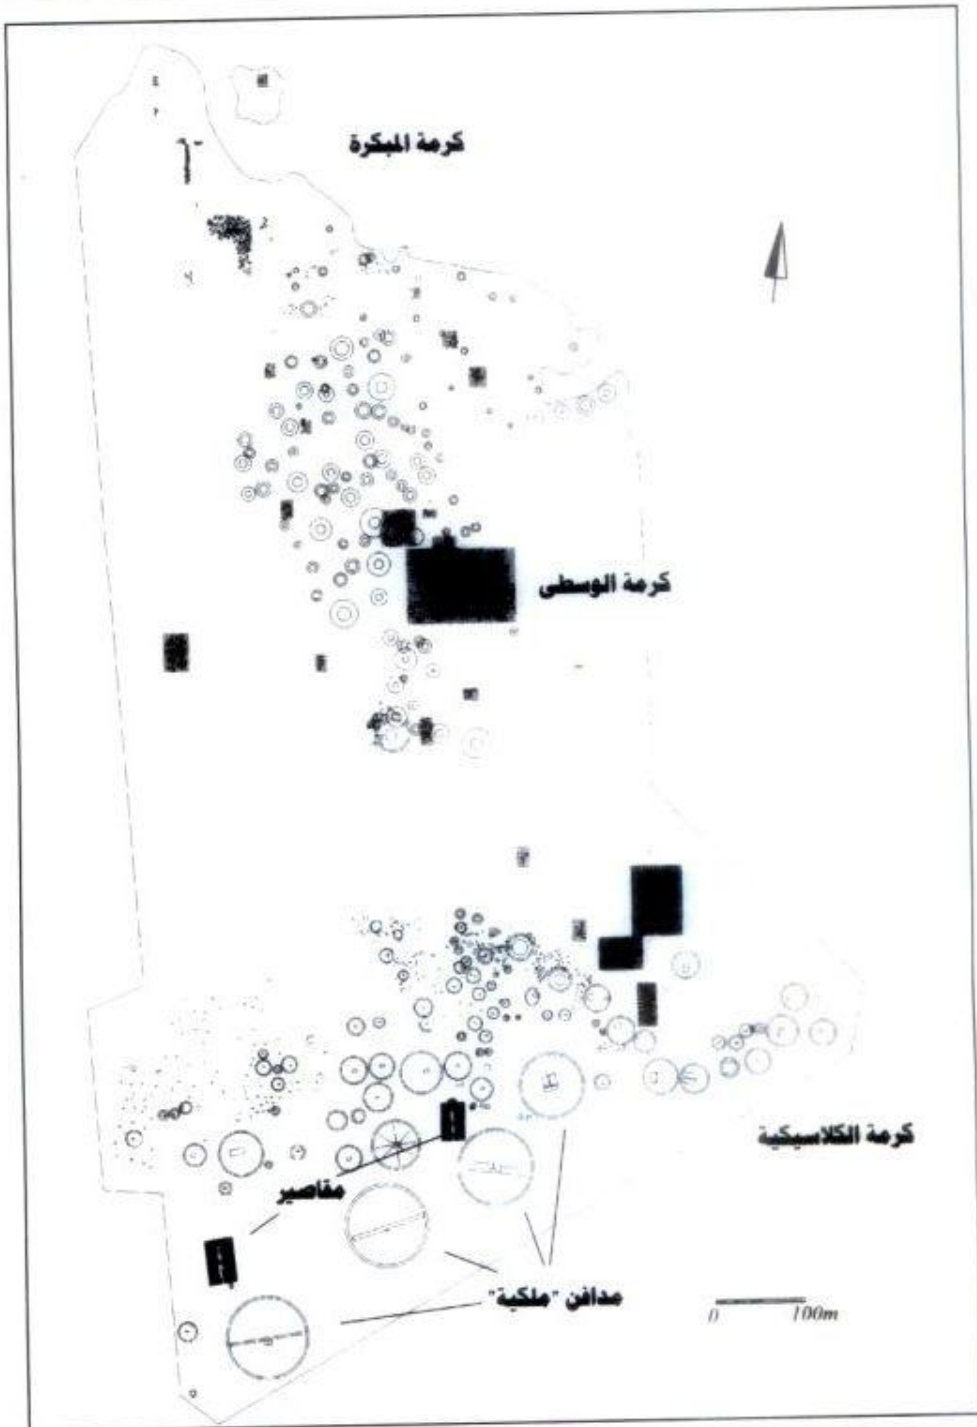 كرمة المبكرة
كرمة الوسطى
كرمة الكلاسيكية
مقاصير
مدافن "ملكية"
0 100m